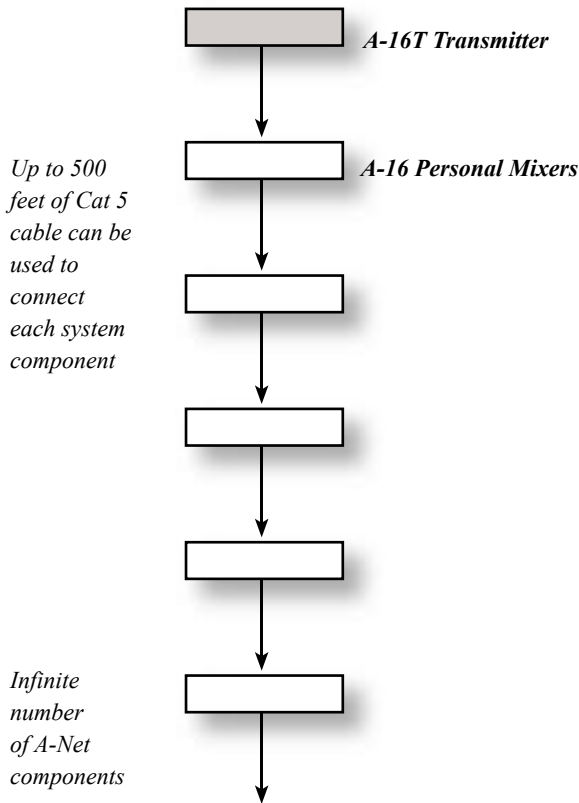 A-16T Transmitter
A-16 Personal Mixers
Up to 500
feet of Cat 5
cable can be
used to
connect
each system
component
Infinite
number
of A-Net
components